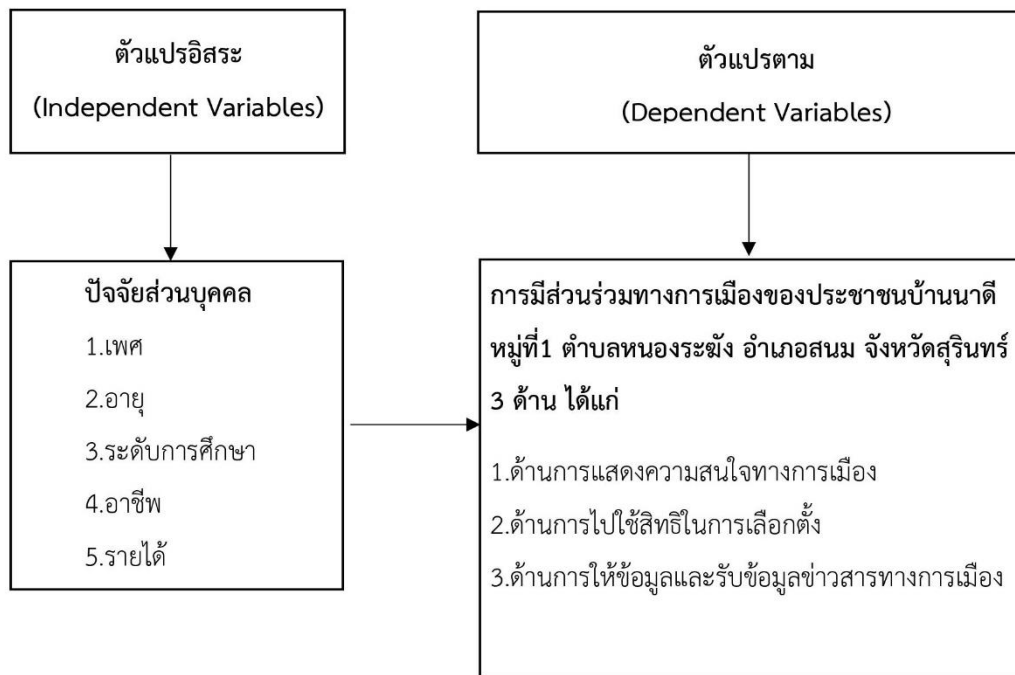 ตัวแปรอิสระ
(Independent Variables)
ตัวแปรตาม
(Dependent Variables)
ปัจจัยส่วนบุคคล
1.เพศ
2.อายุ
3.ระดับการศึกษา
4.อาชีพ
5.รายได้
การมีส่วนร่วมทางการเมืองของประชาชนบ้านนาดี
หมู่ที่1 ตำบลหนองระฆัง อำเภอสนม จังหวัดสุรินทร์
3 ด้าน ได้แก่
1.ด้านการแสดงความสนใจทางการเมือง
2.ด้านการไปใช้สิทธิในการเลือกตั้ง
3.ด้านการให้ข้อมูลและรับข้อมูลข่าวสารทางการเมือง